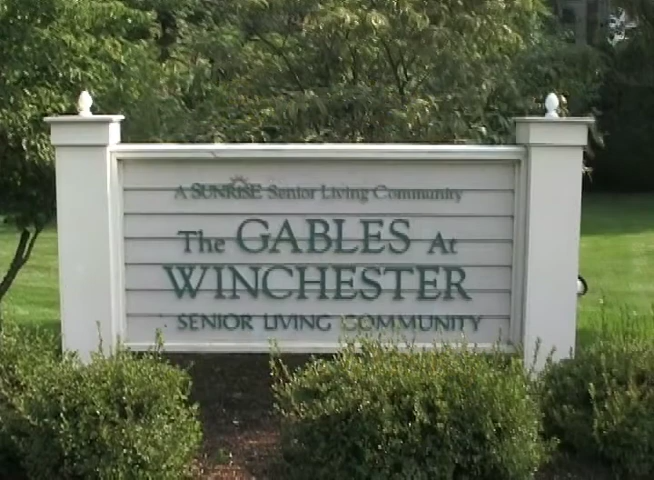 A SUNRISE Senior Living Community
The GABLES At
WINCHESTER
SENIOR LIVING COMMUNITY